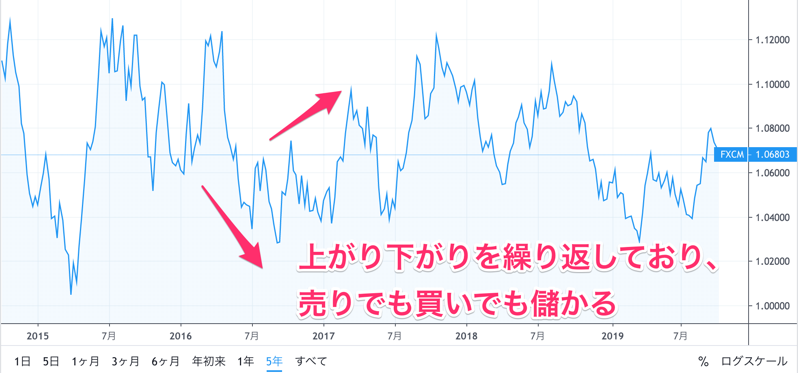 1.12000
1.10000
1.08000
FXCM 1.06803
1.04000
1.02000
1.00000
上がり下がりを繰り返しており、
売りでも買いでも儲かる
2015 7月 2016 7月 2017 7月 2018 7月 2019 7月
1日 5日 1ヶ月 3ヶ月 6ヶ月 年初来 1年 5年 すべて % ログスケール